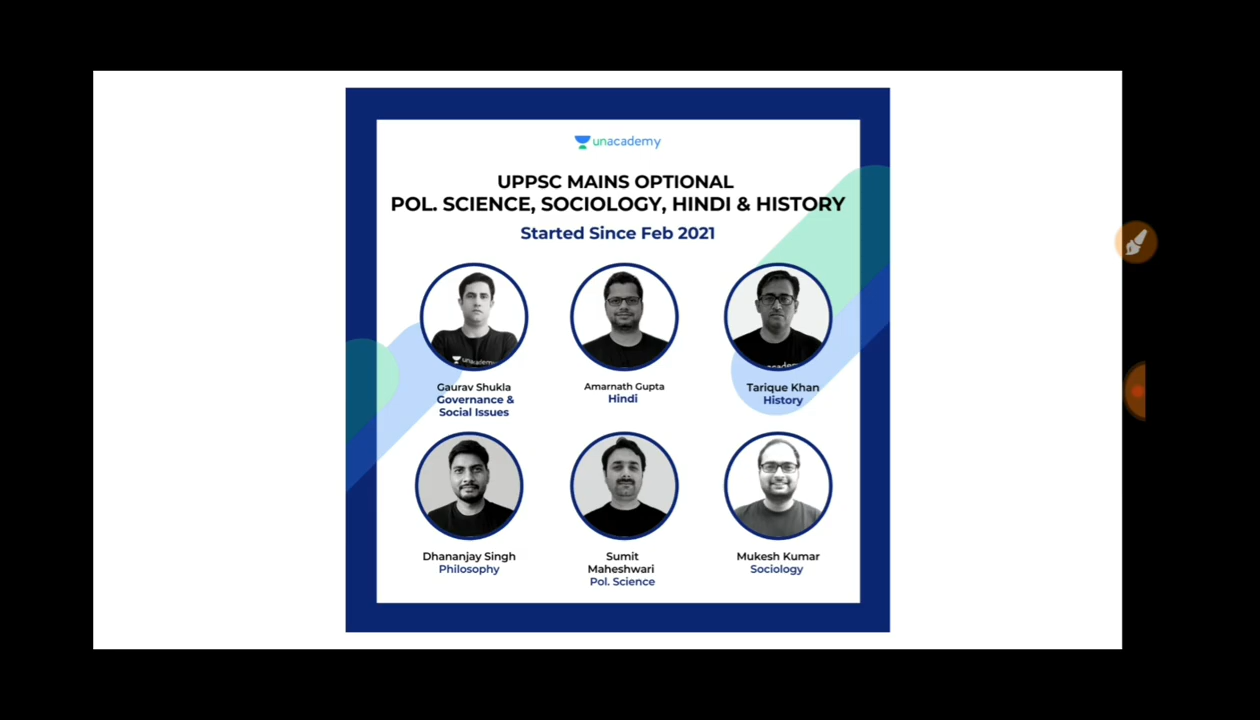 unacademy
UPPSC MAINS OPTIONAL
POL. SCIENCE, SOCIOLOGY, HINDI & HISTORY
Started Since Feb 2021
unacademy
Gaurav Shukla
Governance &
Social Issues
Amarnath Gupta
Hindi
Tarique Khan
History
Dhananjay Singh
Philosophy
Sumit
Maheshwari
Pol. Science
Mukesh Kumar
Sociology